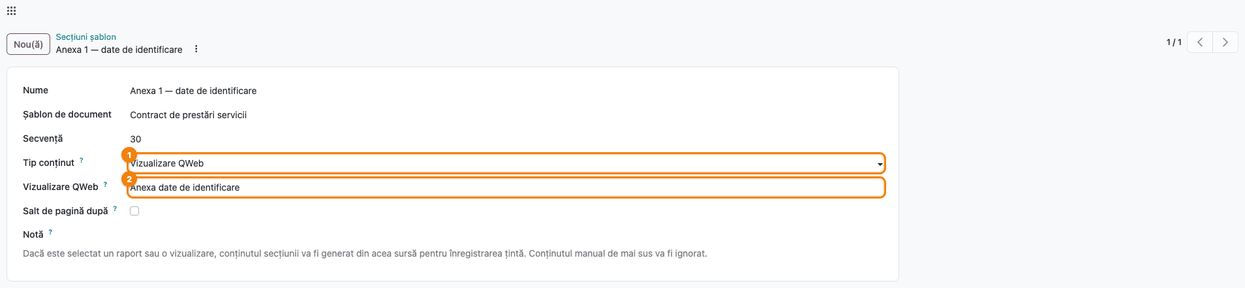 Nou(ă)
Secțiuni șablon
Anexa 1 — date de identificare
1 / 1
Nume Anexa 1 — date de identificare
Șablon de document Contract de prestări servicii
Secvență 30
1
Tip conținut ? Vizualizare QWeb
2
Vizualizare QWeb ? Anexa date de identificare
Salt de pagină după ?
Notă ?
Dacă este selectat un raport sau o vizualizare, conținutul secțiunii va fi generat din acea sursă pentru înregistrarea țintă. Conținutul manual de mai sus va fi ignorat.